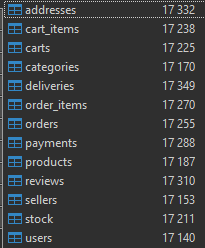 addresses 17 332
cart_items 17 238
carts 17 225
categories 17 170
deliveries 17 349
order_items 17 270
orders 17 255
payments 17 288
products 17 187
reviews 17 310
sellers 17 153
stock 17 211
users 17 140